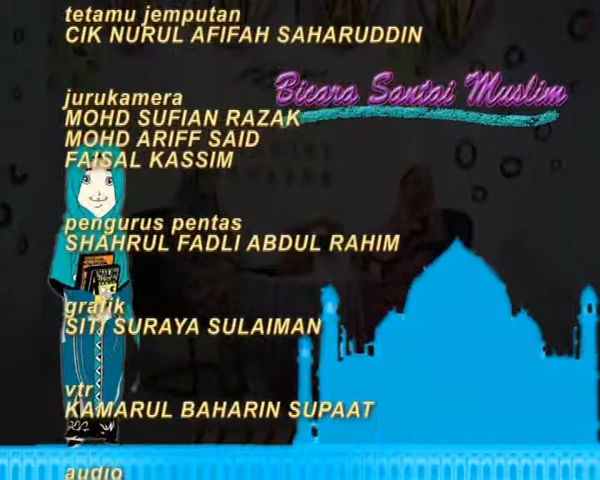 tetamu jemputan
CIK NURUL AFIFAH SAHARUDDIN
Bicara Santai Muslim
jurukamera
MOHD SUFIAN RAZAK
MOHD ARIFF SAID
FAISAL KASSIM
pengurus pentas
SHAHRUL FADLI ABDUL RAHIM
grafik
SITI SURAYA SULAIMAN
vtr
KAMARUL BAHARIN SUPAAT
audio